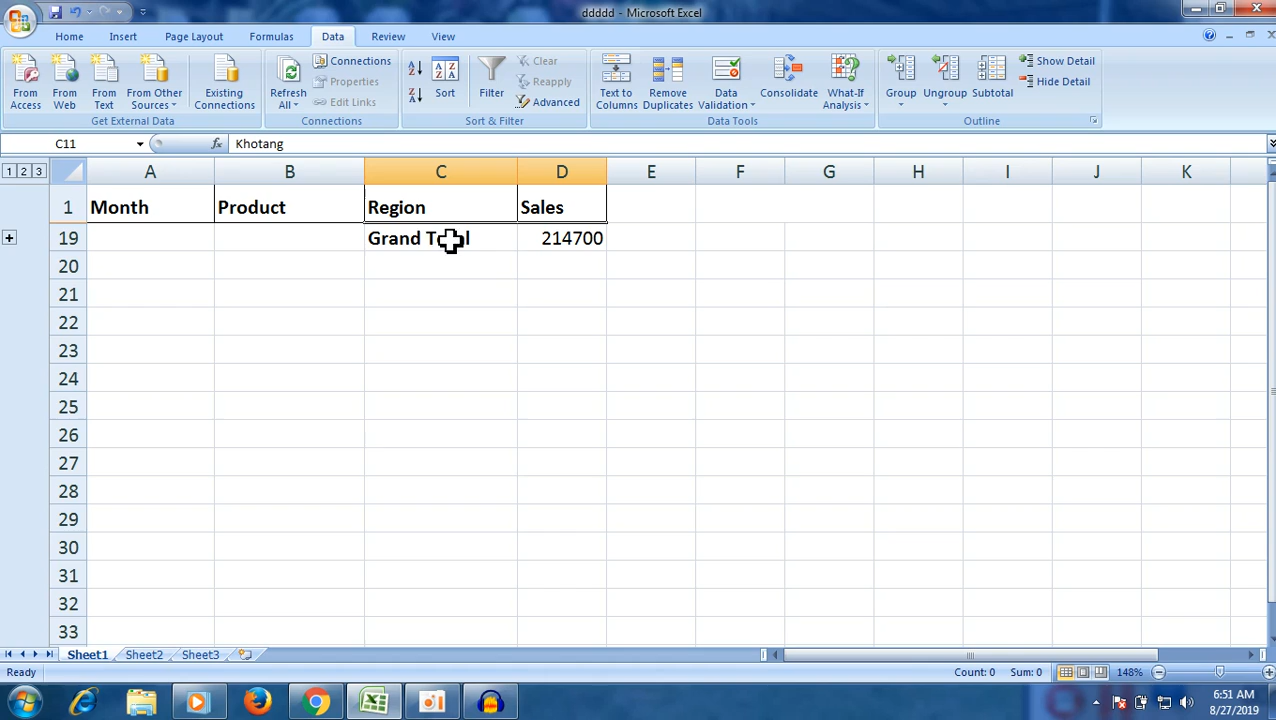 ddddd - Microsoft Excel
Home Insert Page Layout Formulas Data Review View
From Access
From Web
From Text
From Other Sources
Existing Connections
Get External Data
Refresh All
Connections
Properties
Edit Links
Connections
Sort
Filter
Clear
Reapply
Advanced
Sort & Filter
Text to Columns
Remove Duplicates
Data Validation
Consolidate
What-If Analysis
Data Tools
Group
Ungroup
Subtotal
Show Detail
Hide Detail
Outline
C11 fx Khotang
1 2 3 A B C D E F G H I J K
1 Month Product Region Sales
19 Grand 214700
20
21
22
23
24
25
26
27
28
29
30
31
32
33
Sheet1 Sheet2 Sheet3
Ready Count: 0 Sum: 0 148%
6:51 AM
8/27/2019